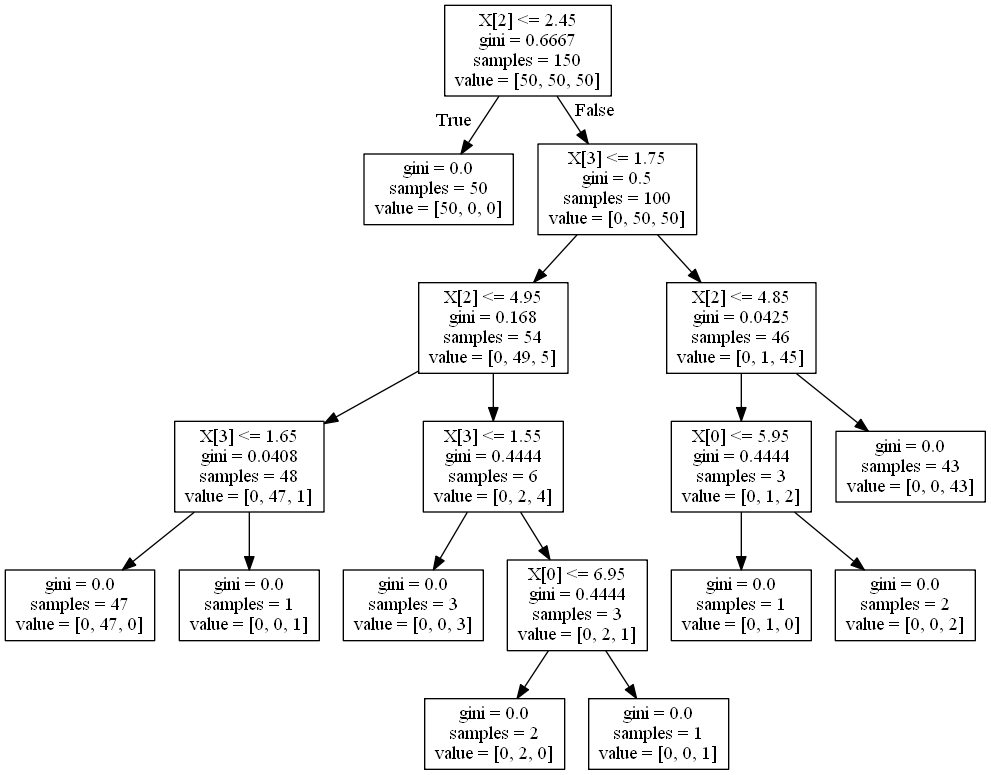 X[2] <= 2.45
gini = 0.6667
samples = 150
value = [50, 50, 50]
True
False
gini = 0.0
samples = 50
value = [50, 0, 0]
X[3] <= 1.75
gini = 0.5
samples = 100
value = [0, 50, 50]
X[2] <= 4.95
gini = 0.168
samples = 54
value = [0, 49, 5]
X[2] <= 4.85
gini = 0.0425
samples = 46
value = [0, 1, 45]
X[3] <= 1.65
gini = 0.0408
samples = 48
value = [0, 47, 1]
X[3] <= 1.55
gini = 0.4444
samples = 6
value = [0, 2, 4]
X[0] <= 5.95
gini = 0.4444
samples = 3
value = [0, 1, 2]
gini = 0.0
samples = 43
value = [0, 0, 43]
gini = 0.0
samples = 47
value = [0, 47, 0]
gini = 0.0
samples = 1
value = [0, 0, 1]
gini = 0.0
samples = 3
value = [0, 0, 3]
X[0] <= 6.95
gini = 0.4444
samples = 3
value = [0, 2, 1]
gini = 0.0
samples = 1
value = [0, 1, 0]
gini = 0.0
samples = 2
value = [0, 0, 2]
gini = 0.0
samples = 2
value = [0, 2, 0]
gini = 0.0
samples = 1
value = [0, 0, 1]